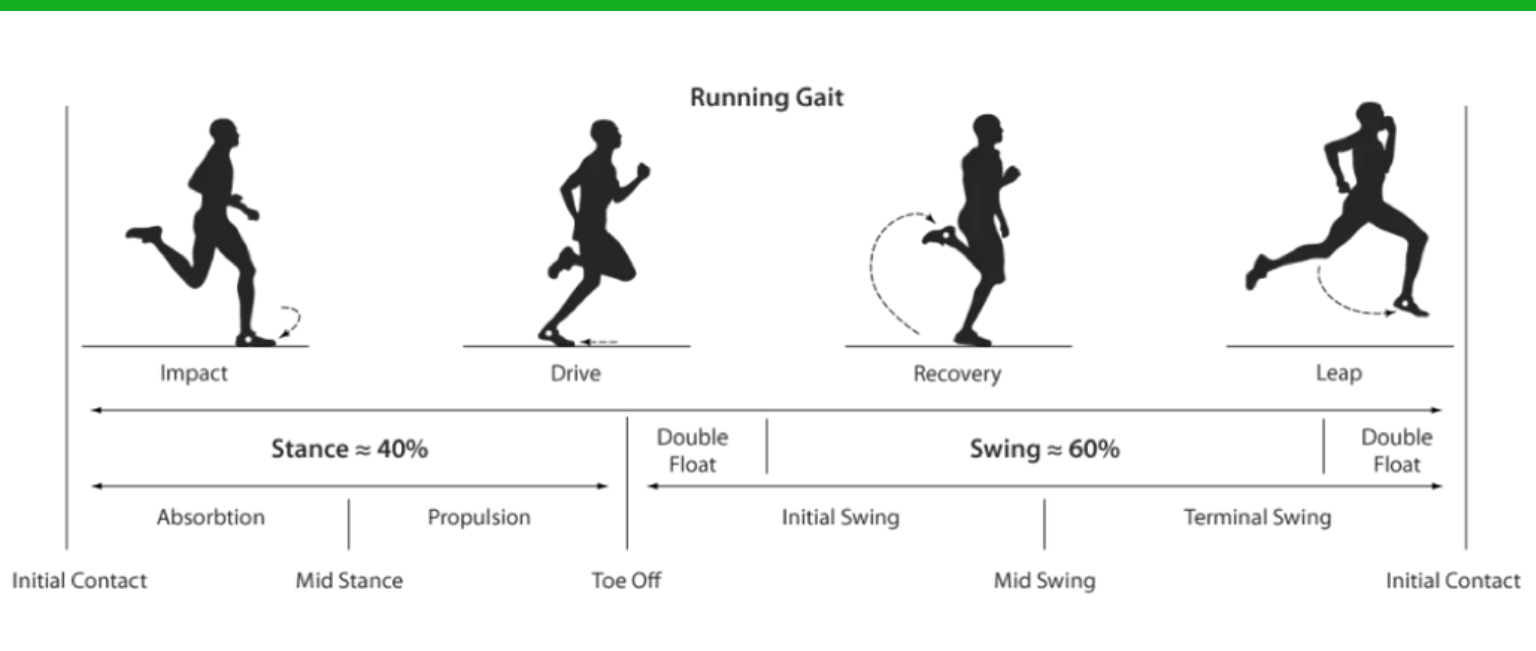 Running Gait
Impact
Drive
Recovery
Leap
Stance ≈ 40%
Double
Float
Swing ≈ 60%
Double
Float
Absorbtion
Propulsion
Initial Swing
Terminal Swing
Initial Contact
Mid Stance
Toe Off
Mid Swing
Initial Contact